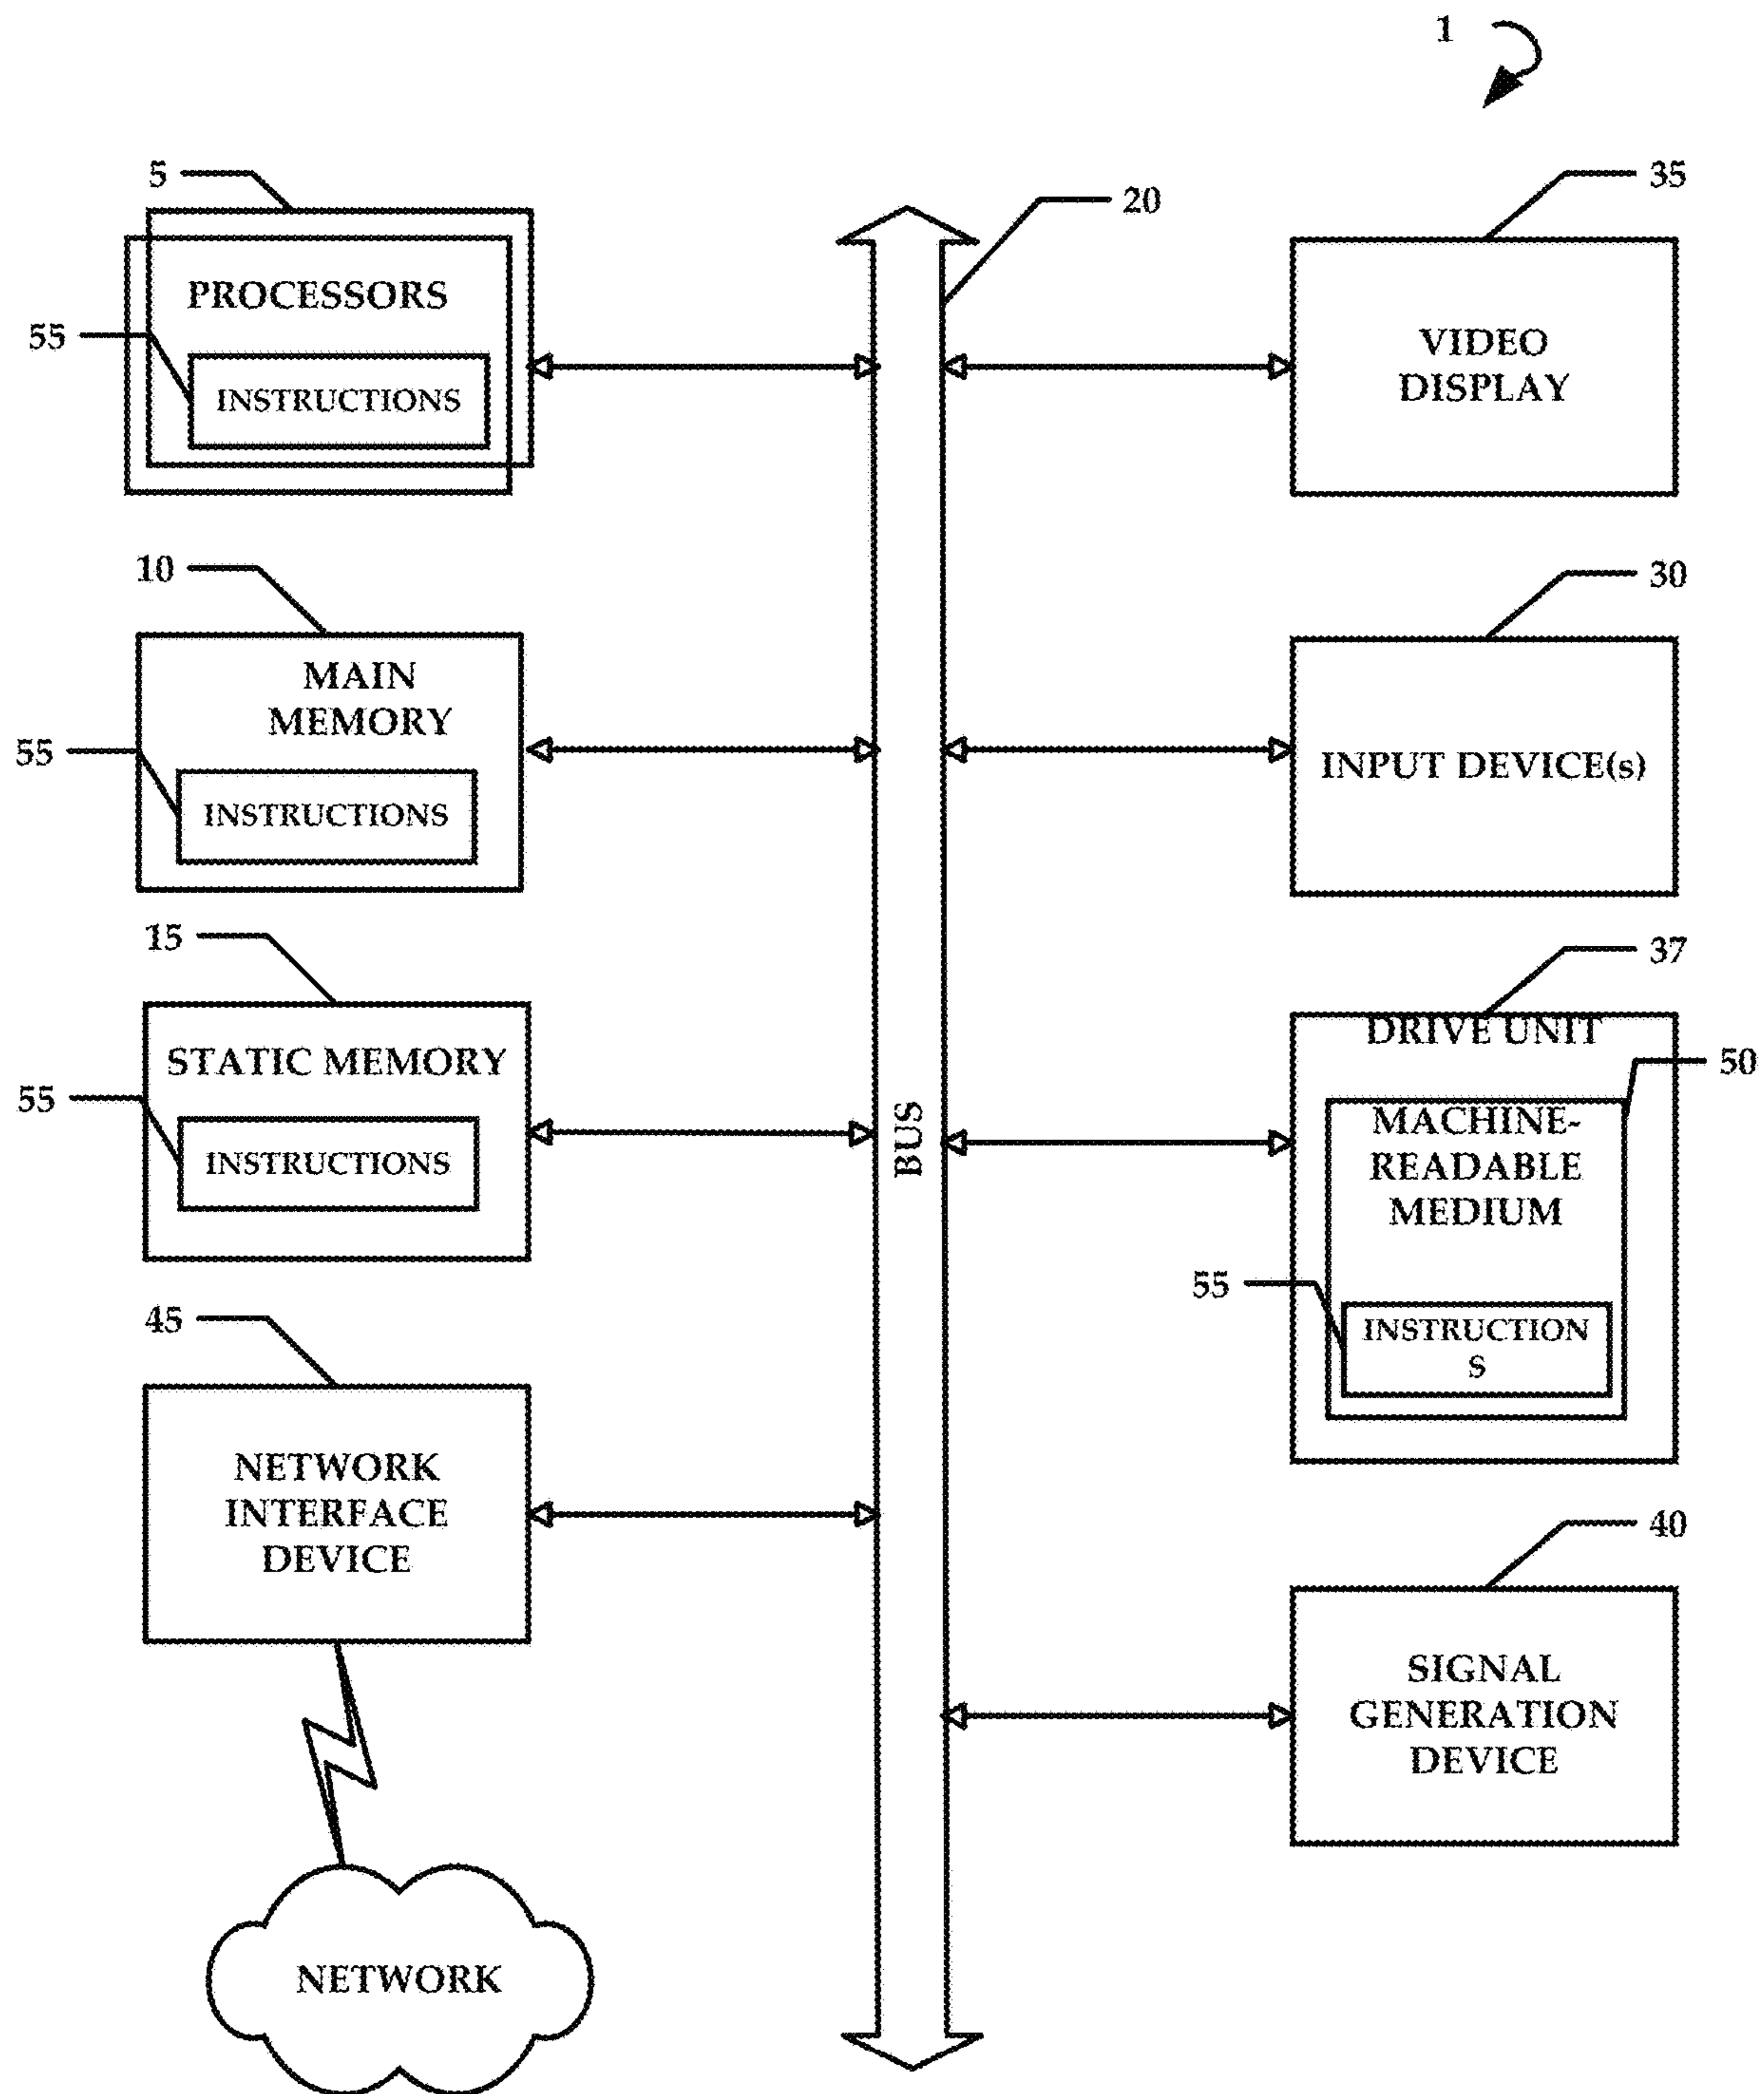 1
5
PROCESSORS
55
INSTRUCTIONS
10
MAIN
MEMORY
55
INSTRUCTIONS
15
STATIC MEMORY
55
INSTRUCTIONS
45
NETWORK
INTERFACE
DEVICE
NETWORK
20
BUS
35
VIDEO
DISPLAY
30
INPUT DEVICE(s)
37
DRIVE UNIT
50
MACHINE-
READABLE
MEDIUM
55
INSTRUCTION
S
40
SIGNAL
GENERATION
DEVICE